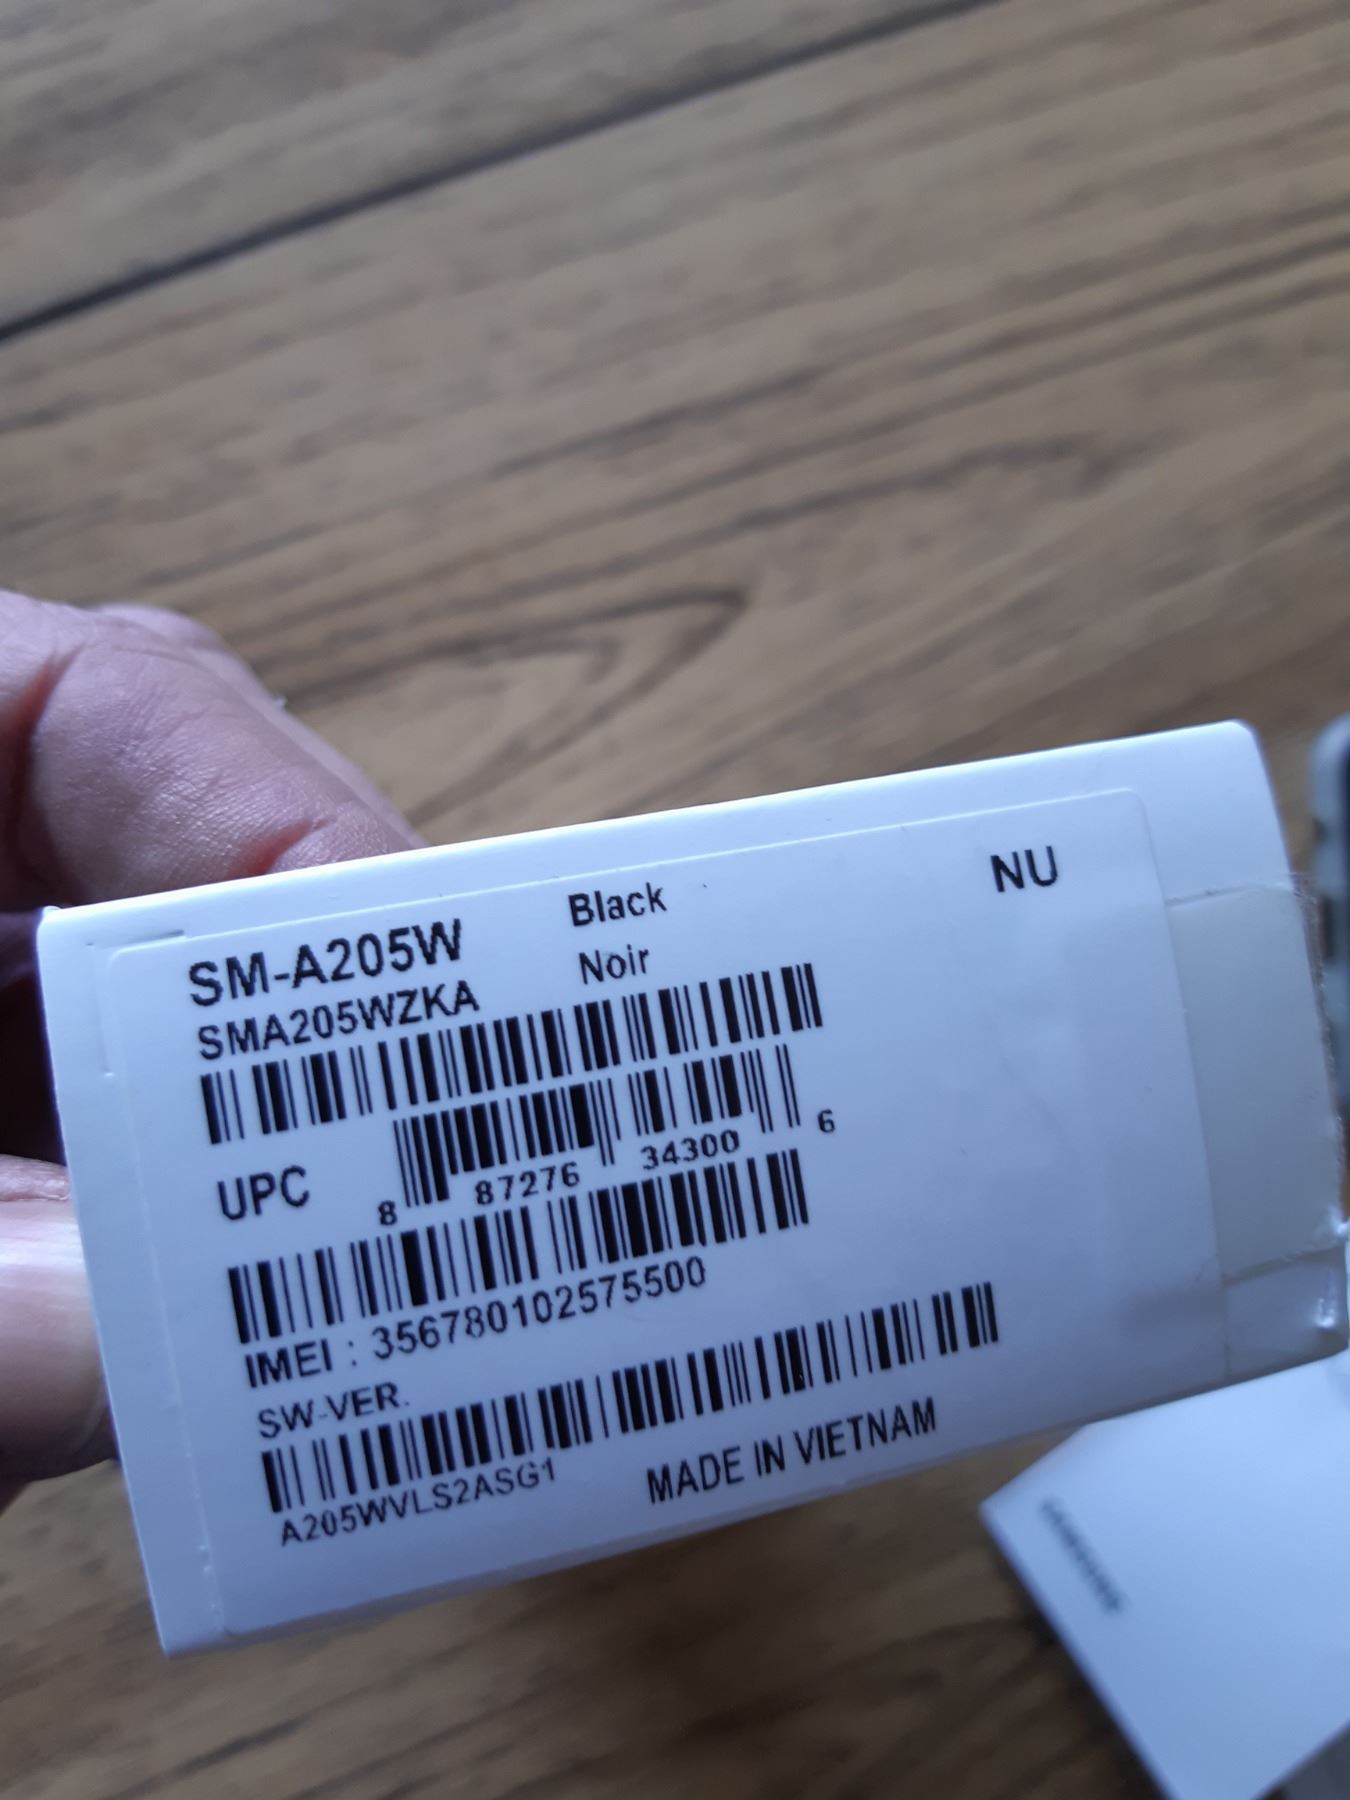 SM-A205W
Black
NU
SMA205WZKA
Noir
UPC
8 87276 34300 6
IMEI : 356780102575500
SW-VER.
A205WVLS2ASG1
MADE IN VIETNAM
SAMSUNG